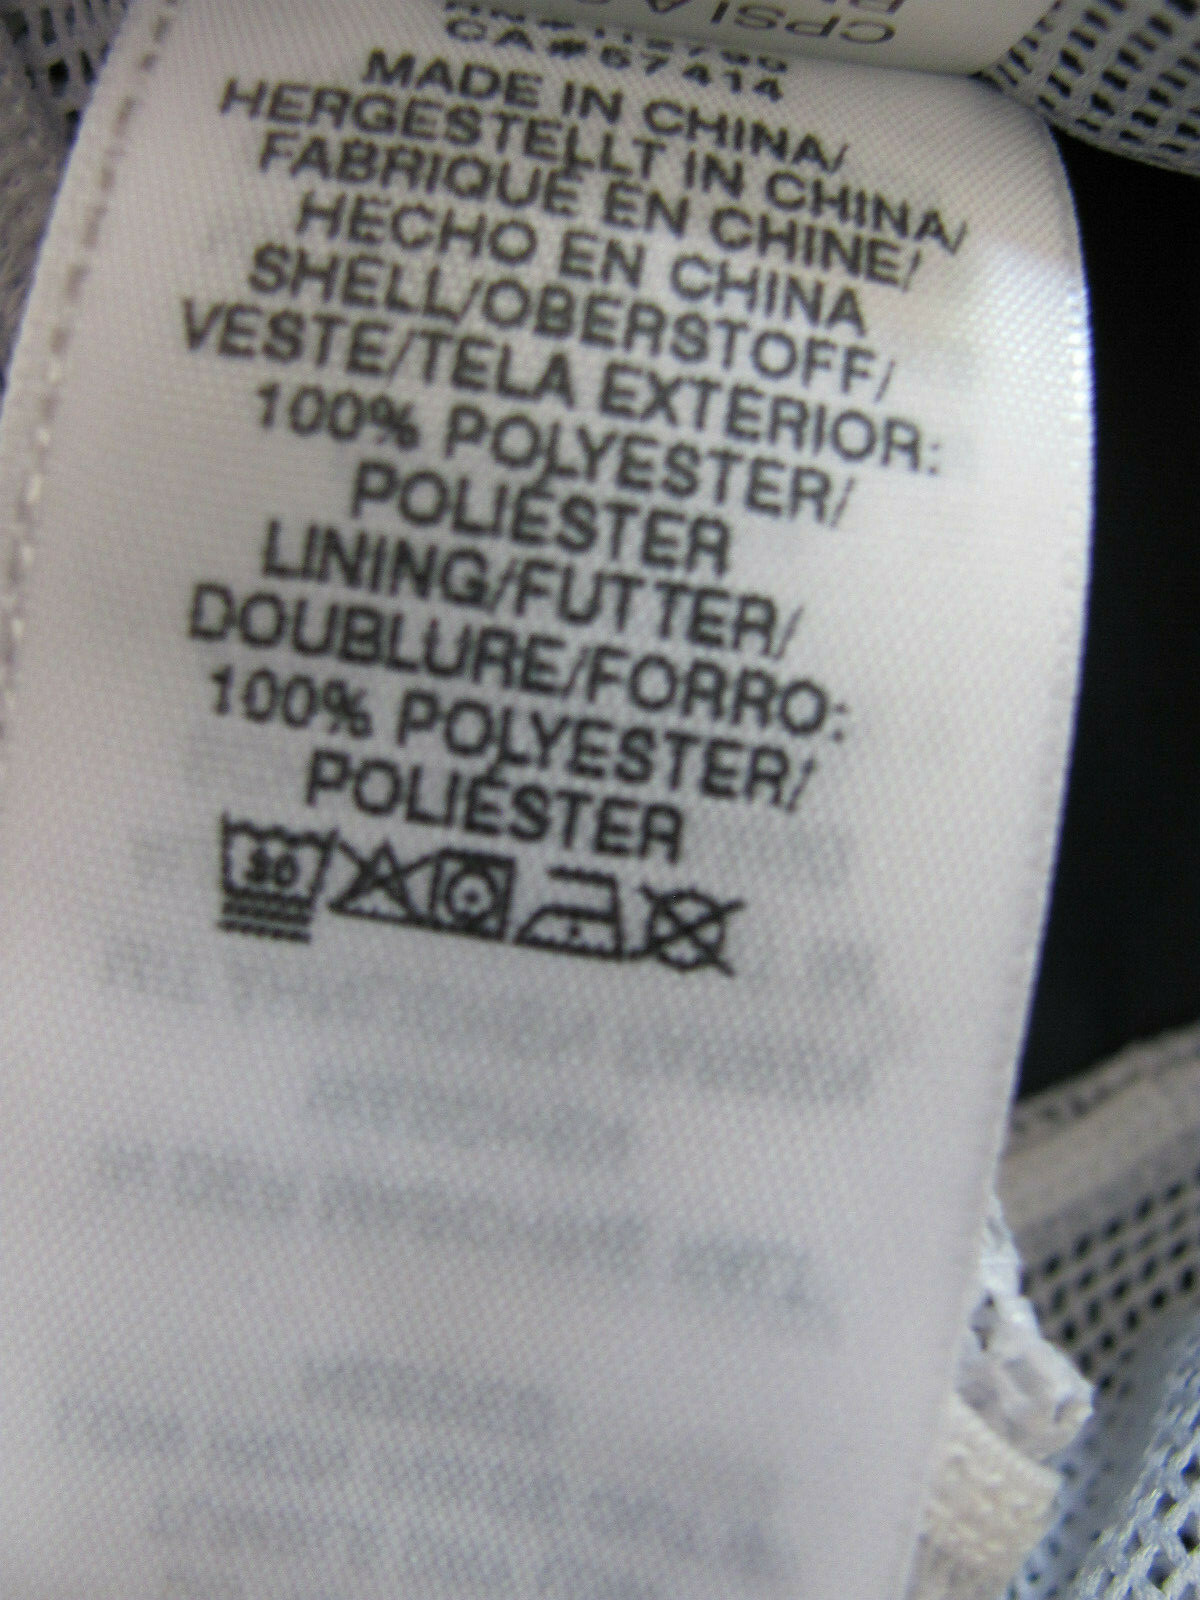 CPSIA
CA#57414
MADE IN CHINA/
HERGESTELLT IN CHINA/
FABRIQUÉ EN CHINE/
HECHO EN CHINA
SHELL/OBERSTOFF/
VESTE/TELA EXTERIOR:
100% POLYESTER/
POLIÉSTER
LINING/FUTTER/
DOUBLURE/FORRO:
100% POLYESTER/
POLIÉSTER
30